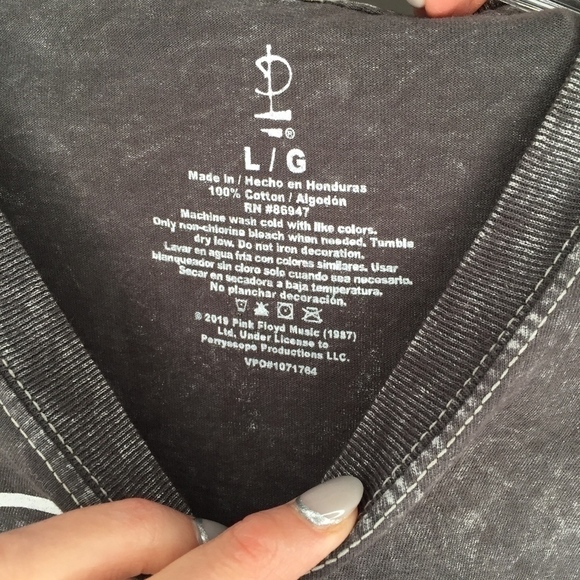 ®
L / G
Made in / Hecho en Honduras
100% Cotton / Algodón
RN #86947
Machine wash cold with like colors.
Only non-chlorine bleach when needed. Tumble
dry low. Do not iron decoration.
Lavar en agua fria con colores similares. Usar
blanqueador sin cloro solo cuando sea necesario.
Secar en secadora a baja temperatura.
No planchar decoración.
© 2019 Pink Floyd Music (1987)
Ltd. Under License to
Perryscope Productions LLC.
VPO#1071764